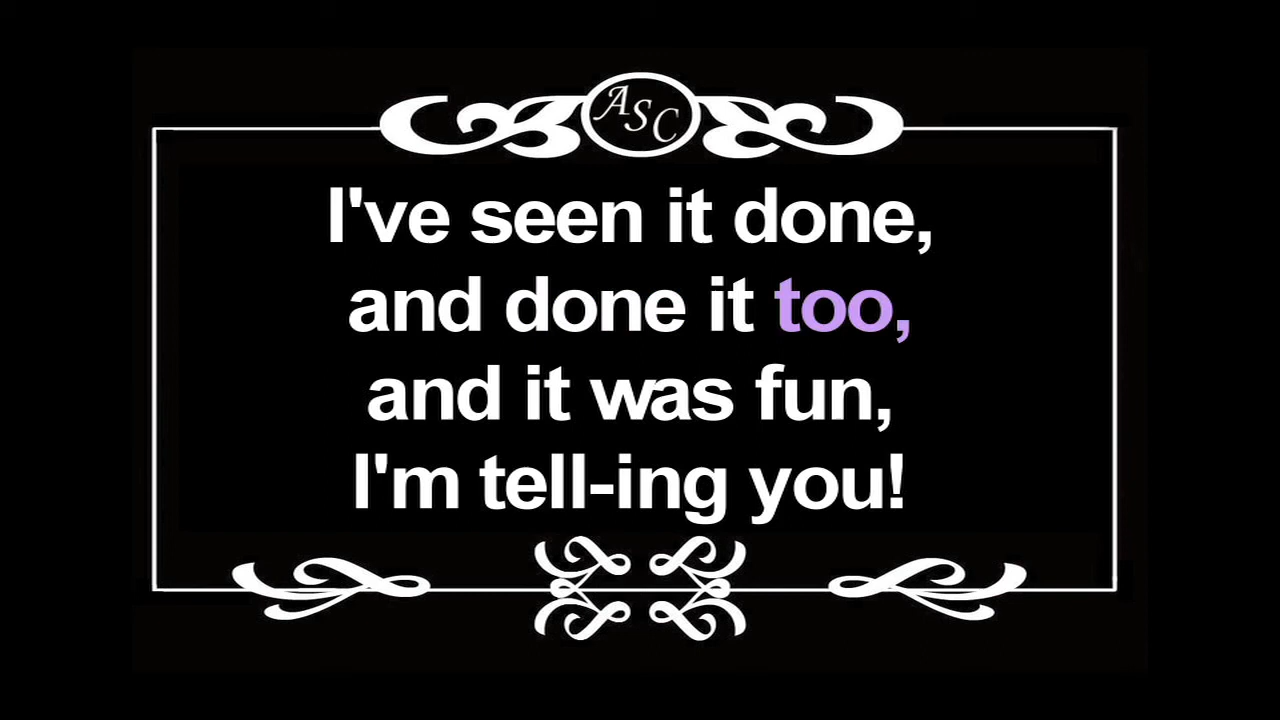 ASC
I've seen it done,
and done it too,
and it was fun,
I'm tell-ing you!